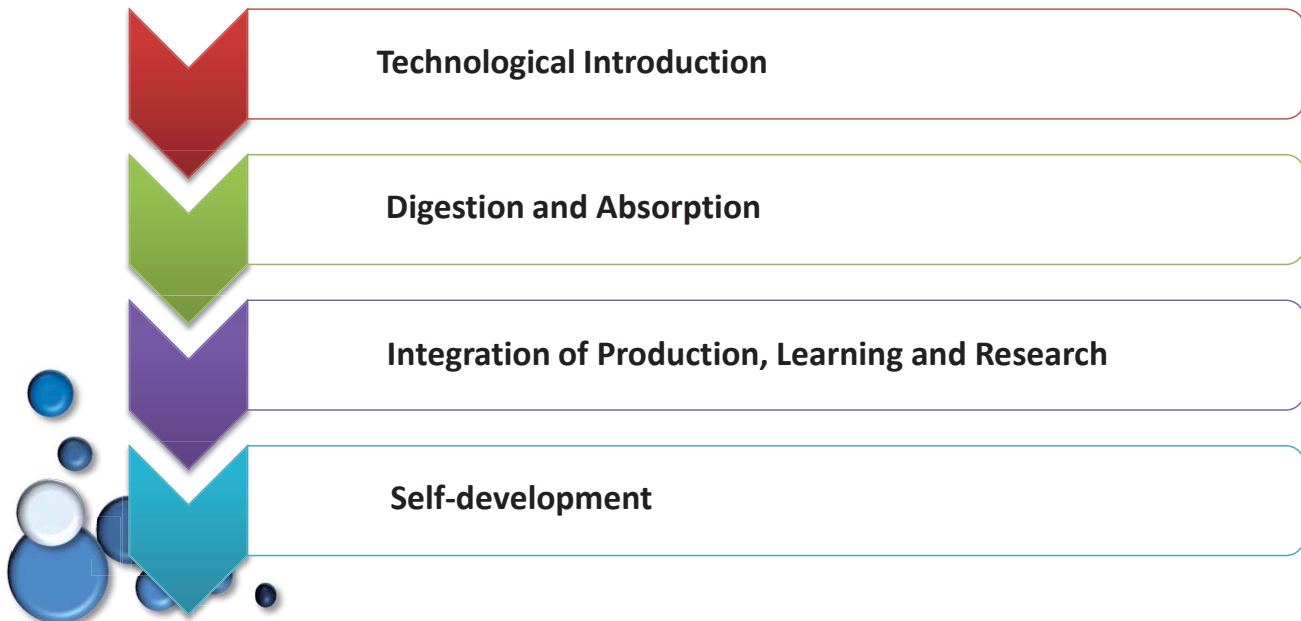 Technological Introduction
Digestion and Absorption
Integration of Production, Learning and Research
Self-development